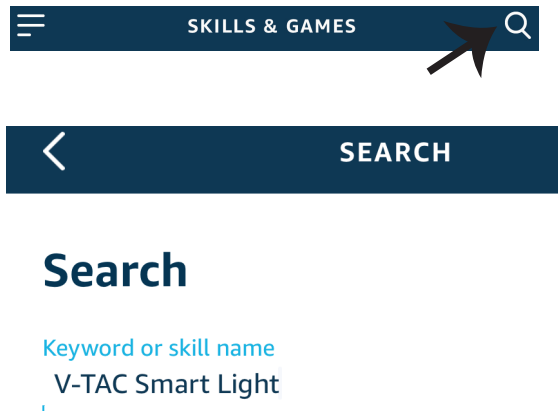 SKILLS & GAMES
SEARCH
Search
Keyword or skill name
V-TAC Smart Light